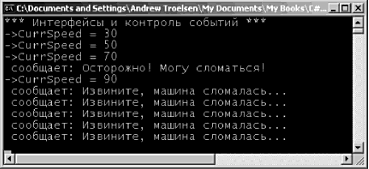 C:\Documents and Settings\Andrew Troelsen\My Documents\My Books\C#...
*** Интерфейсы и контроль событий ***
->CurrSpeed = 30
->CurrSpeed = 50
->CurrSpeed = 70
сообщает: Осторожно! Могу сломаться!
->CurrSpeed = 90
сообщает: Извините, машина сломалась...
сообщает: Извините, машина сломалась...
сообщает: Извините, машина сломалась...
сообщает: Извините, машина сломалась...
сообщает: Извините, машина сломалась...